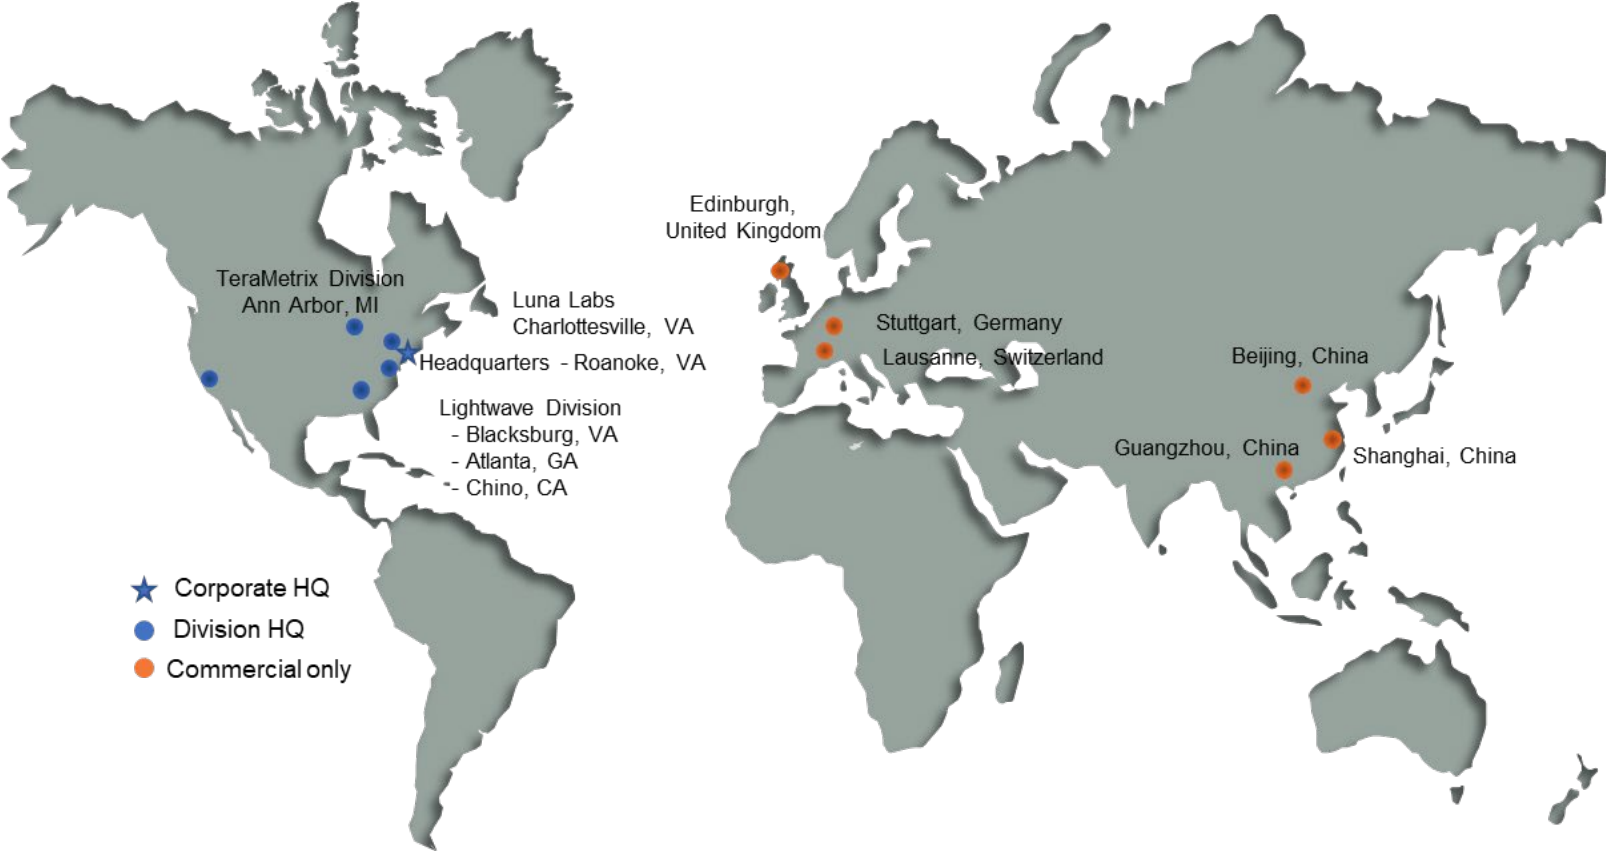 Edinburgh,
United Kingdom
TeraMetrix Division
Ann Arbor, MI
Luna Labs
Charlottesville, VA
Headquarters - Roanoke, VA
Lightwave Division
- Blacksburg, VA
- Atlanta, GA
- Chino, CA
Stuttgart, Germany
Lausanne, Switzerland
Beijing, China
Guangzhou, China
Shanghai, China
Corporate HQ
Division HQ
Commercial only